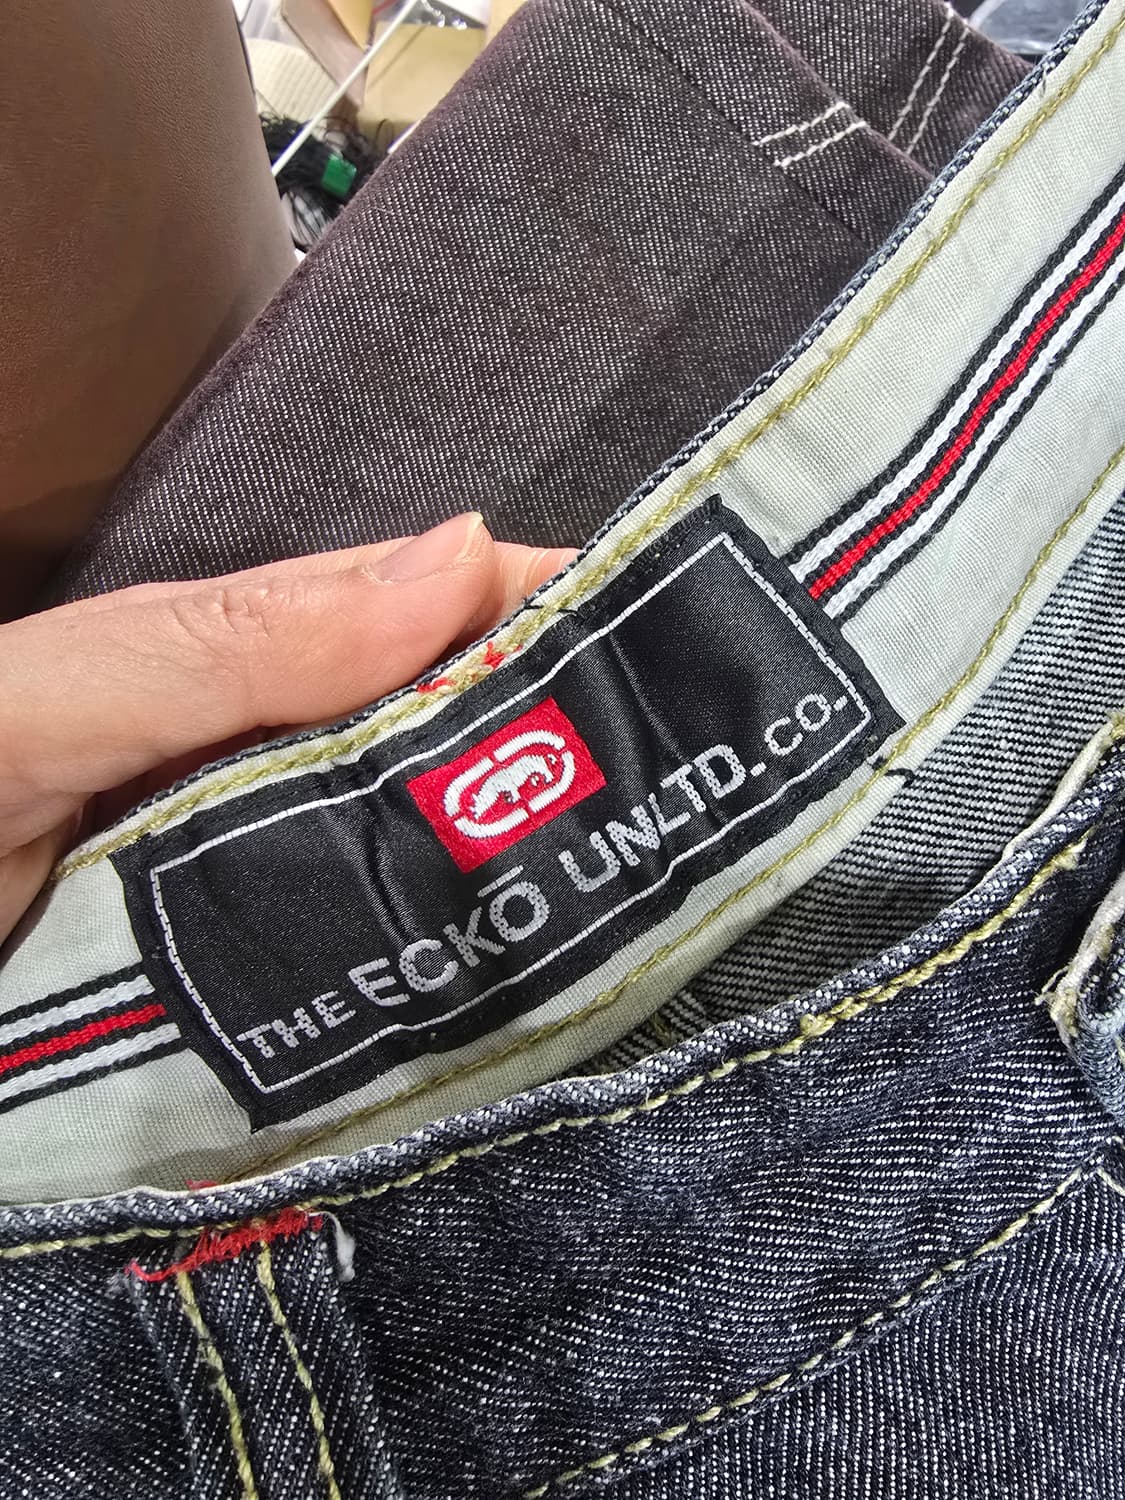 THE ECKŌ UNLTD. CO.